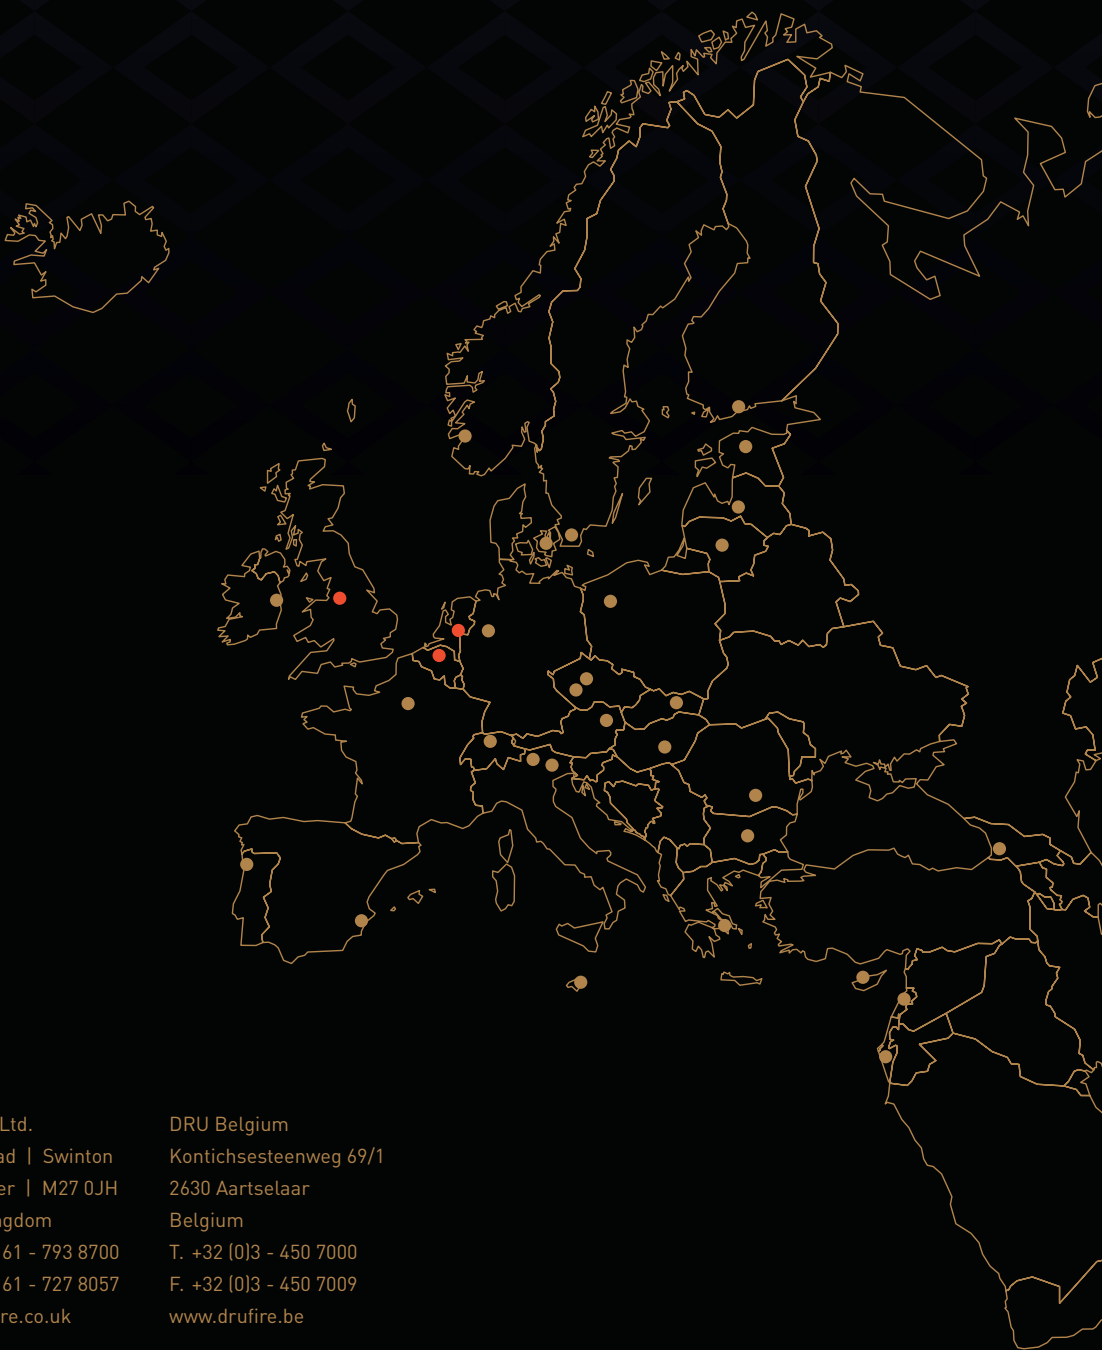 Ltd.
ad | Swinton
er | M27 0JH
ngdom
61 - 793 8700
61 - 727 8057
re.co.uk
DRU Belgium
Kontichsesteenweg 69/1
2630 Aartselaar
Belgium
T. +32 (0)3 - 450 7000
F. +32 (0)3 - 450 7009
www.drufire.be